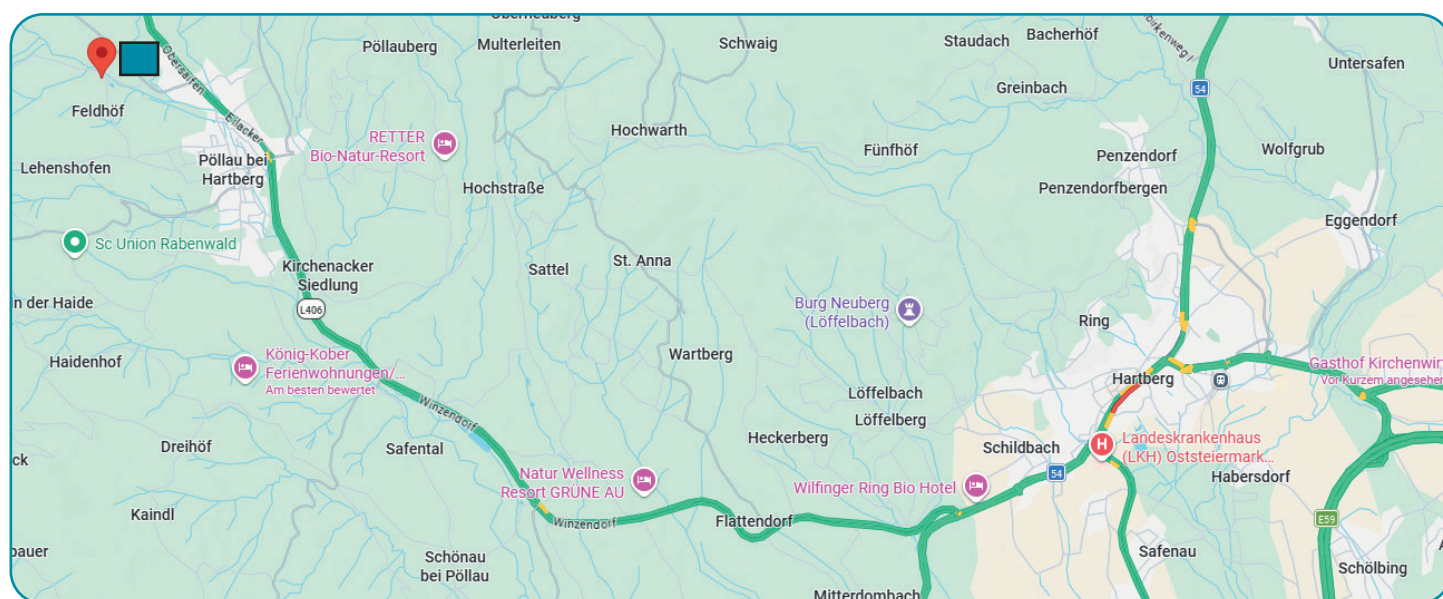 Oberneuberg
Pöllauberg
Multerleiten
Schwaig
Staudach
Bacherhöf
Birkenweg I
Untersafen
Obersaifen
54
Greinbach
Feldhöf
Eilacker
Hochwarth
RETTER
Bio-Natur-Resort
Fünfhöf
Penzendorf
Wolfgrub
Lehenshofen
Pöllau bei
Hartberg
Hochstraße
Penzendorfbergen
Eggendorf
Sc Union Rabenwald
Kirchenacker
Siedlung
Sattel
St. Anna
in der Haide
L406
Burg Neuberg
(Löffelbach)
Ring
Haidenhof
König-Kober
Ferienwohnungen/...
Am besten bewertet
Wartberg
Gasthof Kirchenwir
Vor Kurzem angesehen
Hartberg
Löffelbach
Winzendorf
Löffelberg
Dreihöf
Safental
Heckerberg
Schildbach
H
Landeskrankenhaus
(LKH) Oststeiermark...
ck
54
Habersdorf
Natur Wellness
Resort GRÜNE AU
Wilfinger Ring Bio Hotel
Kaindl
Winzendorf
Flattendorf
E59
bauer
Schönau
bei Pöllau
Safenau
Schölbing
Mitterdombach